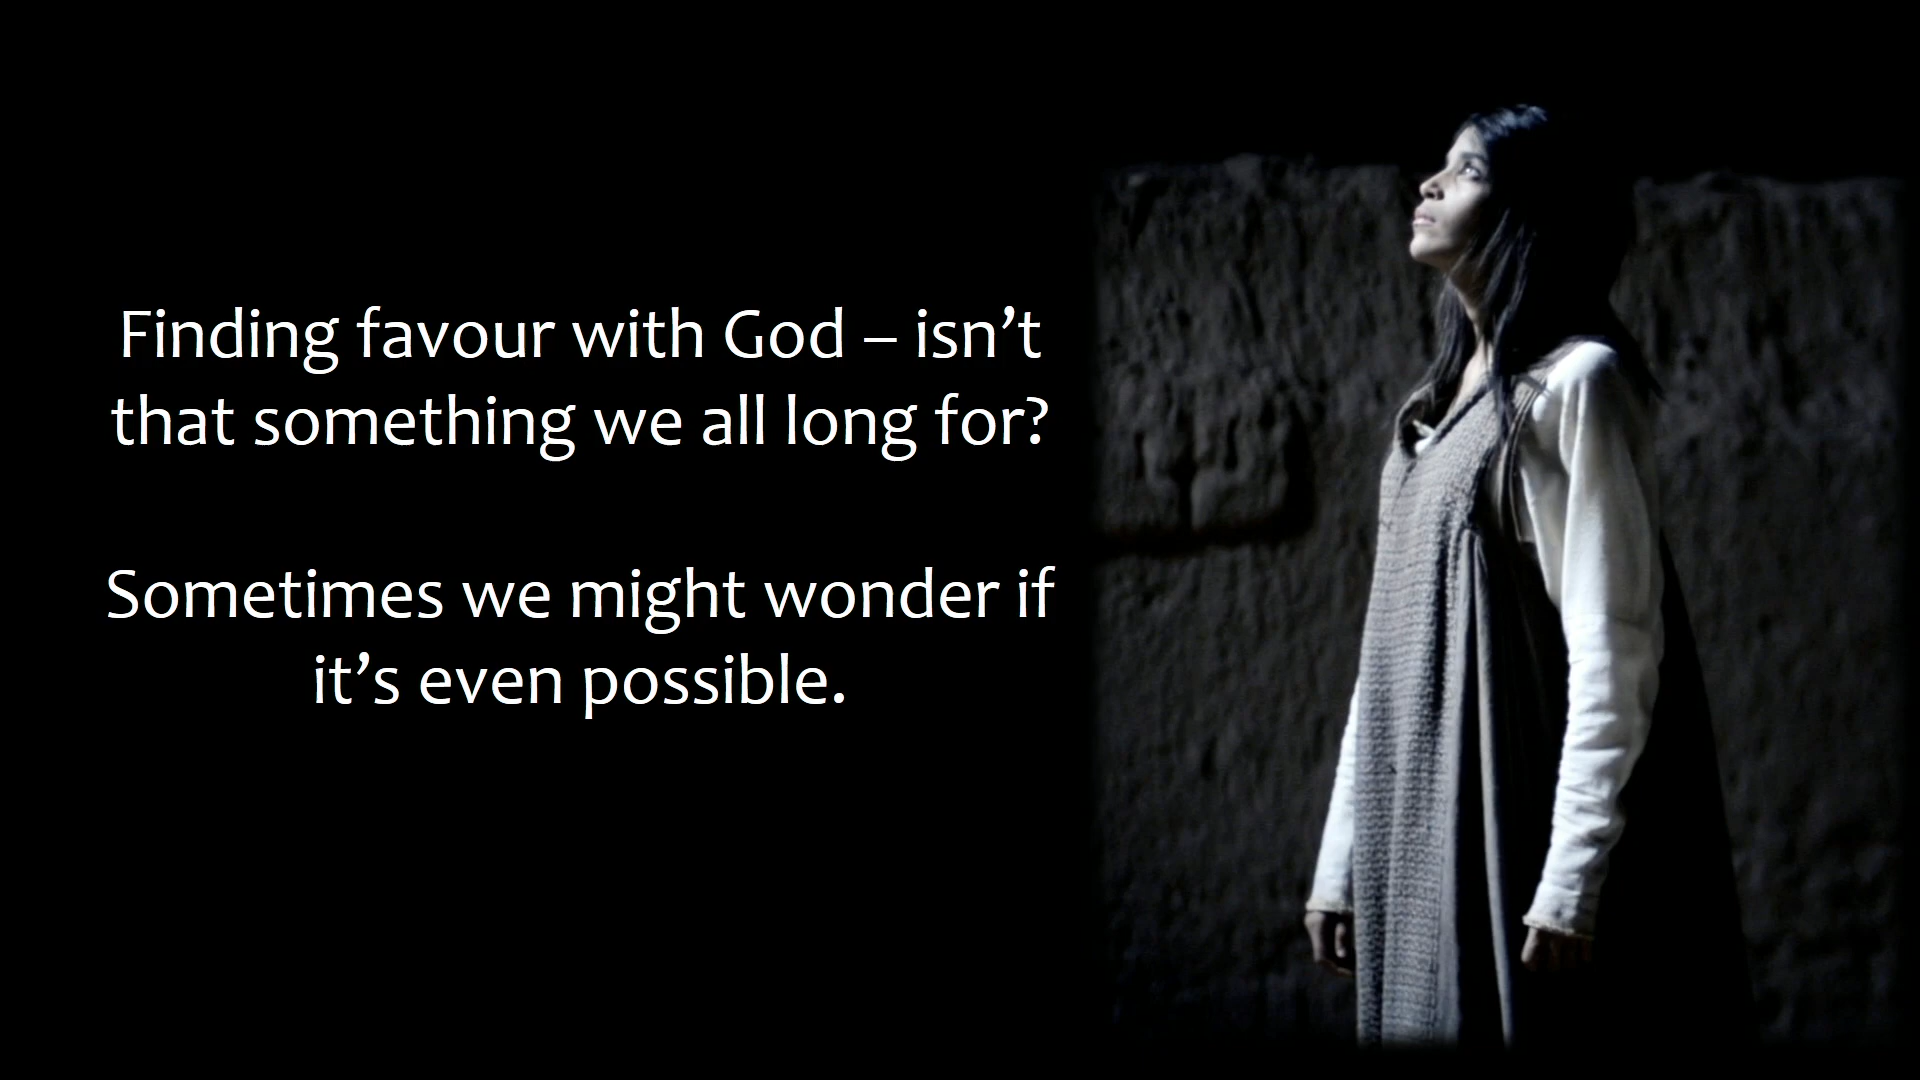 Finding favour with God – isn’t
that something we all long for?
Sometimes we might wonder if
it’s even possible.